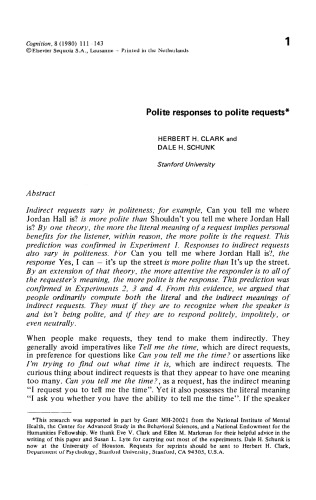 Cognition, 8 (1980) 111 143
©Elsevier Sequoia S.A., Lausanne – Printed in the Netherlands
1
Polite responses to polite requests*
HERBERT H. CLARK and
DALE H. SCHUNK
Stanford University
Abstract
Indirect requests vary in politeness; for example, Can you tell me where
Jordan Hall is? is more polite than Shouldn't you tell me where Jordan Hall
is? By one theory, the more the literal meaning of a request implies personal
benefits for the listener, within reason, the more polite is the request. This
prediction was confirmed in Experiment 1. Responses to indirect requests
also vary in politeness. For Can you tell me where Jordan Hall is?, the
response Yes, I can – it's up the street is more polite than It's up the street.
By an extension of that theory, the more attentive the responder is to all of
the requester's meaning, the more polite is the response. This prediction was
confirmed in Experiments 2, 3 and 4. From this evidence, we argued that
people ordinarily compute both the literal and the indirect meanings of
indirect requests. They must if they are to recognize when the speaker is
and isn't being polite, and if they are to respond politely, impolitely, or
even neutrally.
When people make requests, they tend to make them indirectly. They
generally avoid imperatives like Tell me the time, which are direct requests,
in preference for questions like Can you tell me the time? or assertions like
I'm trying to find out what time it is, which are indirect requests. The
curious thing about indirect requests is that they appear to have one meaning
too many. Can you tell me the time?, as a request, has the indirect meaning
"I request you to tell me the time". Yet it also possesses the literal meaning
"I ask you whether you have the ability to tell me the time". If the speaker
*This research was supported in part by Grant MH-20021 from the National Institute of Mental
Health, the Center for Advanced Study in the Behavioral Sciences, and a National Endowment for the
Humanities Fellowship. We thank Eve V. Clark and Ellen M. Markman for their helpful advice in the
writing of this paper and Susan L. Lyte for carrying out most of the experiments. Dale H. Schunk is
now at the University of Houston. Requests for reprints should be sent to Herbert H. Clark,
Department of Psychology, Stanford University, Stanford, CA 94305, U.S.A.